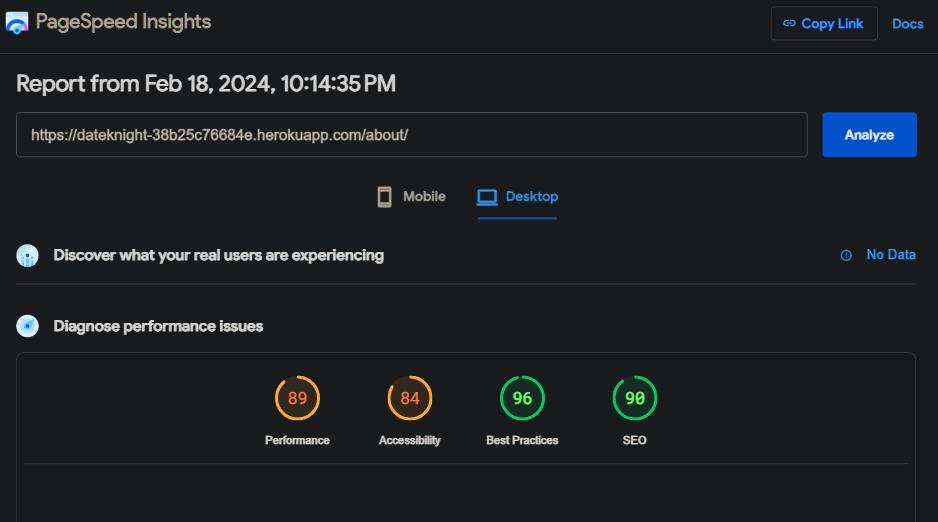 PageSpeed Insights
Copy Link
Docs
Report from Feb 18, 2024, 10:14:35 PM
https://dateknight-38b25c76684e.herokuapp.com/about/
Analyze
Mobile
Desktop
Discover what your real users are experiencing
No Data
Diagnose performance issues
89
84
96
90
Performance
Accessibility
Best Practices
SEO